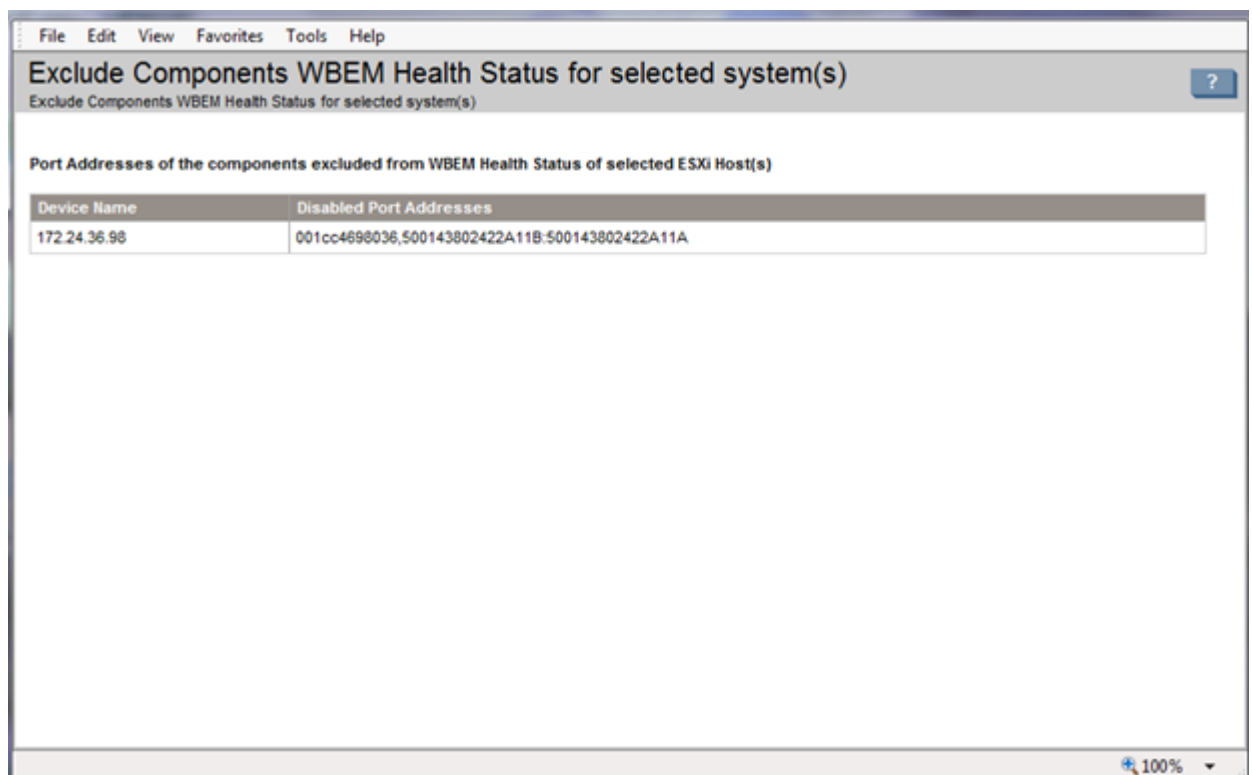 File Edit View Favorites Tools Help
Exclude Components WBEM Health Status for selected system(s)
?
Exclude Components WBEM Health Status for selected system(s)
Port Addresses of the components excluded from WBEM Health Status of selected ESXi Host(s)
Device Name Disabled Port Addresses
172.24.36.98 001cc4698036,500143802422A11B:500143802422A11A
100%